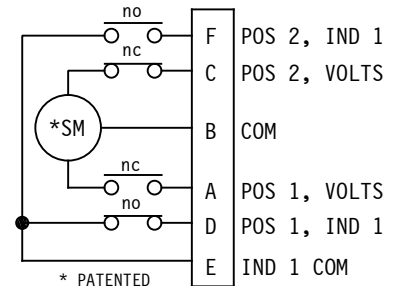 no
F POS 2, IND 1
nc
C POS 2, VOLTS
*SM
B COM
nc
A POS 1, VOLTS
no
D POS 1, IND 1
E IND 1 COM
* PATENTED